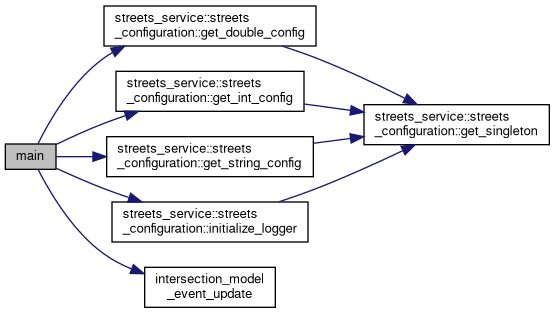 streets_service::streets
_configuration::get_double_config
streets_service::streets
_configuration::get_int_config
streets_service::streets
_configuration::get_singleton
main
streets_service::streets
_configuration::get_string_config
streets_service::streets
_configuration::initialize_logger
intersection_model
_event_update